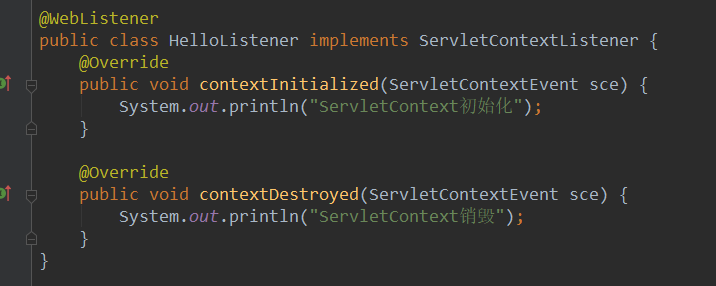 @WebListener
public class HelloListener implements ServletContextListener {
@Override
public void contextInitialized(ServletContextEvent sce) {
System.out.println("ServletContext初始化");
}
@Override
public void contextDestroyed(ServletContextEvent sce) {
System.out.println("ServletContext销毁");
}
}